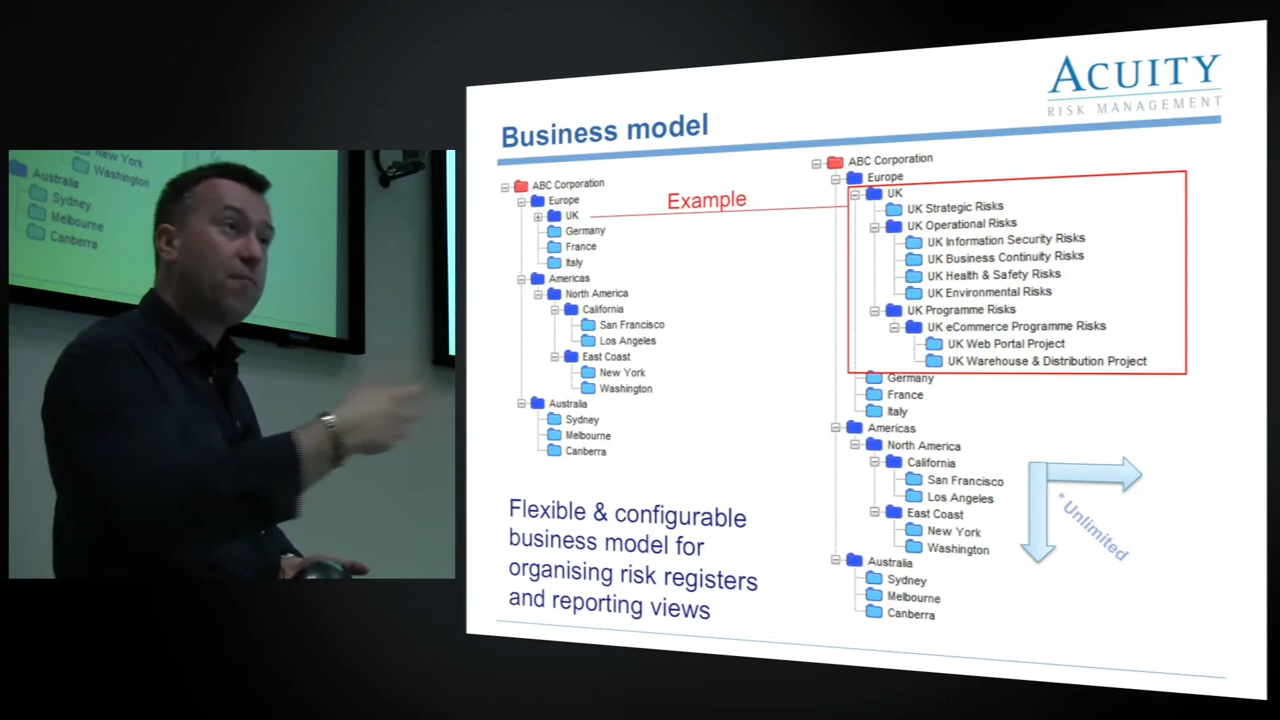 New York
Washington
Australia
Sydney
Melbourne
Canberra
ACUITY
RISK MANAGEMENT
Business model
ABC Corporation
Europe
UK
Germany
France
Italy
Americas
North America
California
San Francisco
Los Angeles
East Coast
New York
Washington
Australia
Sydney
Melbourne
Canberra
Example
ABC Corporation
Europe
UK
UK Strategic Risks
UK Operational Risks
UK Information Security Risks
UK Business Continuity Risks
UK Health & Safety Risks
UK Environmental Risks
UK Programme Risks
UK eCommerce Programme Risks
UK Web Portal Project
UK Warehouse & Distribution Project
Germany
France
Italy
Americas
North America
California
San Francisco
Los Angeles
East Coast
New York
Washington
Australia
Sydney
Melbourne
Canberra
* Unlimited
Flexible & configurable
business model for
organising risk registers
and reporting views